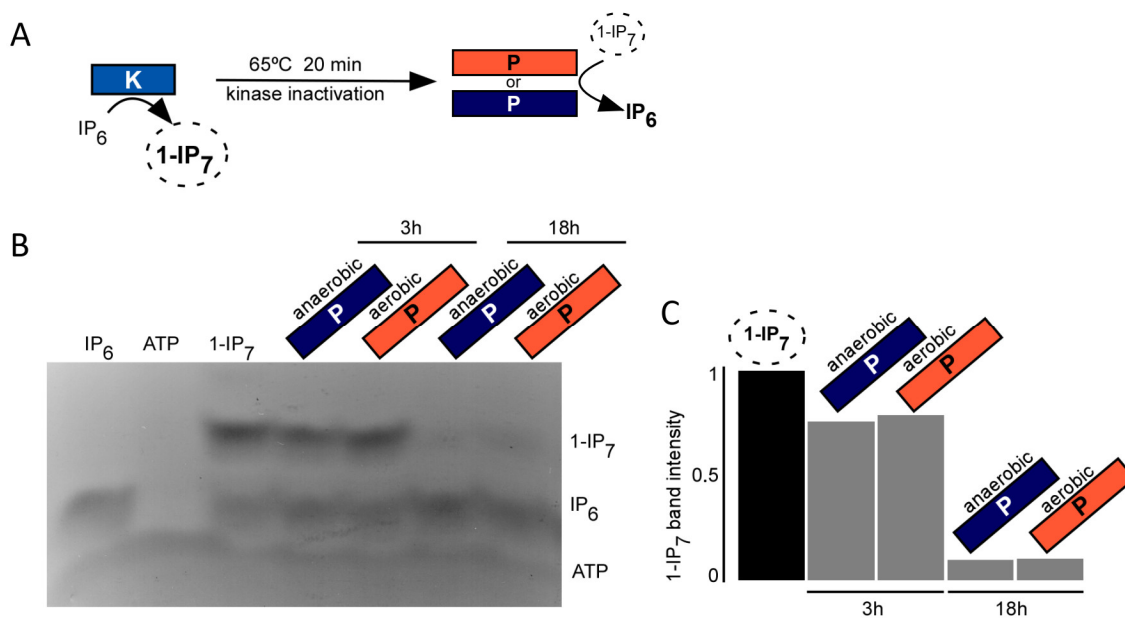 A
K
IP6
1-IP7
65ºC 20 min
kinase inactivation
P
or
P
1-IP7
IP6
B
3h
18h
anaerobic
P
aerobic
P
anaerobic
P
aerobic
P
IP6
ATP
1-IP7
1-IP7
IP6
ATP
C
1-IP7
anaerobic
P
aerobic
P
anaerobic
P
aerobic
P
1-IP7 band intensity
1
0.5
0
3h
18h